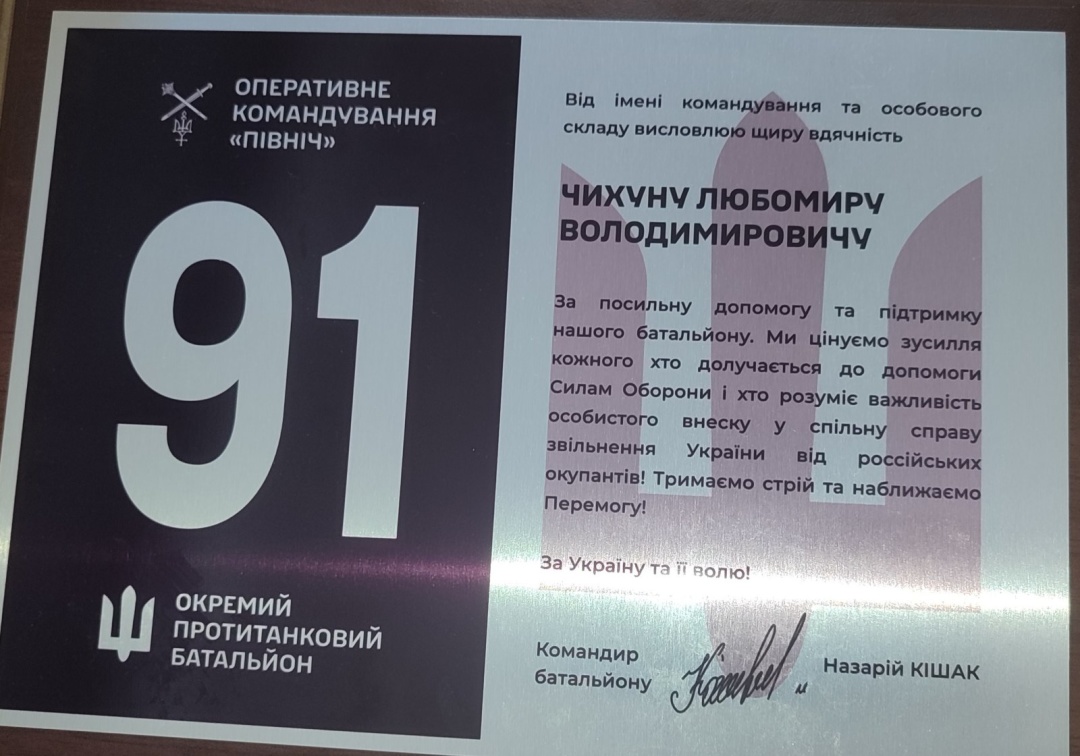 ОПЕРАТИВНЕ
КОМАНДУВАННЯ
«ПІВНІЧ»
91
ОКРЕМИЙ
ПРОТИТАНКОВИЙ
БАТАЛЬЙОН
Від імені командування та особового
складу висловлюю щиру вдячність
ЧИХУНУ ЛЮБОМИРУ
ВОЛОДИМИРОВИЧУ
За посильну допомогу та підтримку
нашого батальйону. Ми цінуємо зусилля
кожного хто долучається до допомоги
Силам Оборони і хто розуміє важливість
особистого внеску у спільну справу
звільнення України від россійських
окупантів! Тримаємо стрій та наближаємо
Перемогу!
За Україну та її волю!
Командир
батальйону
Назарій КІШАК